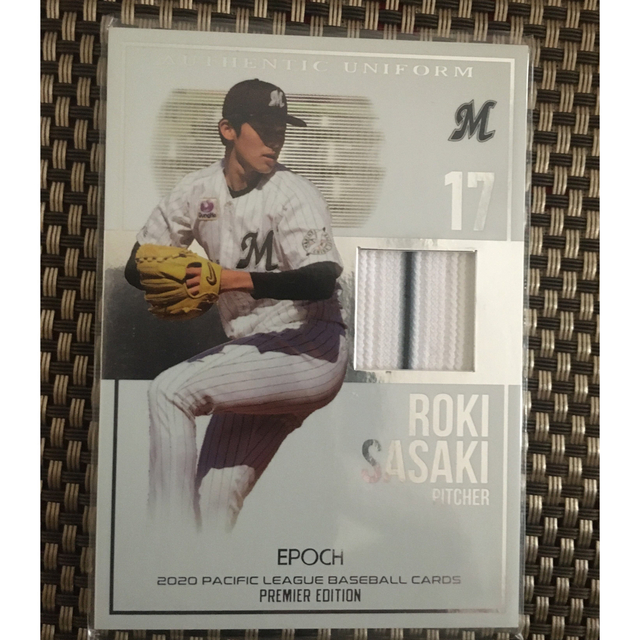 AUTHENTIC UNIFORM
M
17
M
ROKI
SASAKI
PITCHER
EPOCH
2020 PACIFIC LEAGUE BASEBALL CARDS
PREMIER EDITION